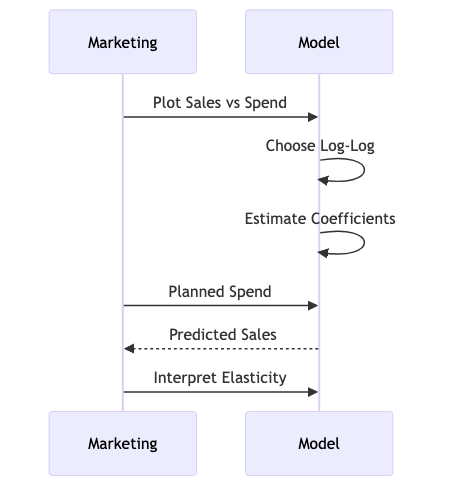 Marketing
Model
Plot Sales vs Spend
Choose Log-Log
Estimate Coefficients
Planned Spend
Predicted Sales
Interpret Elasticity
Marketing
Model